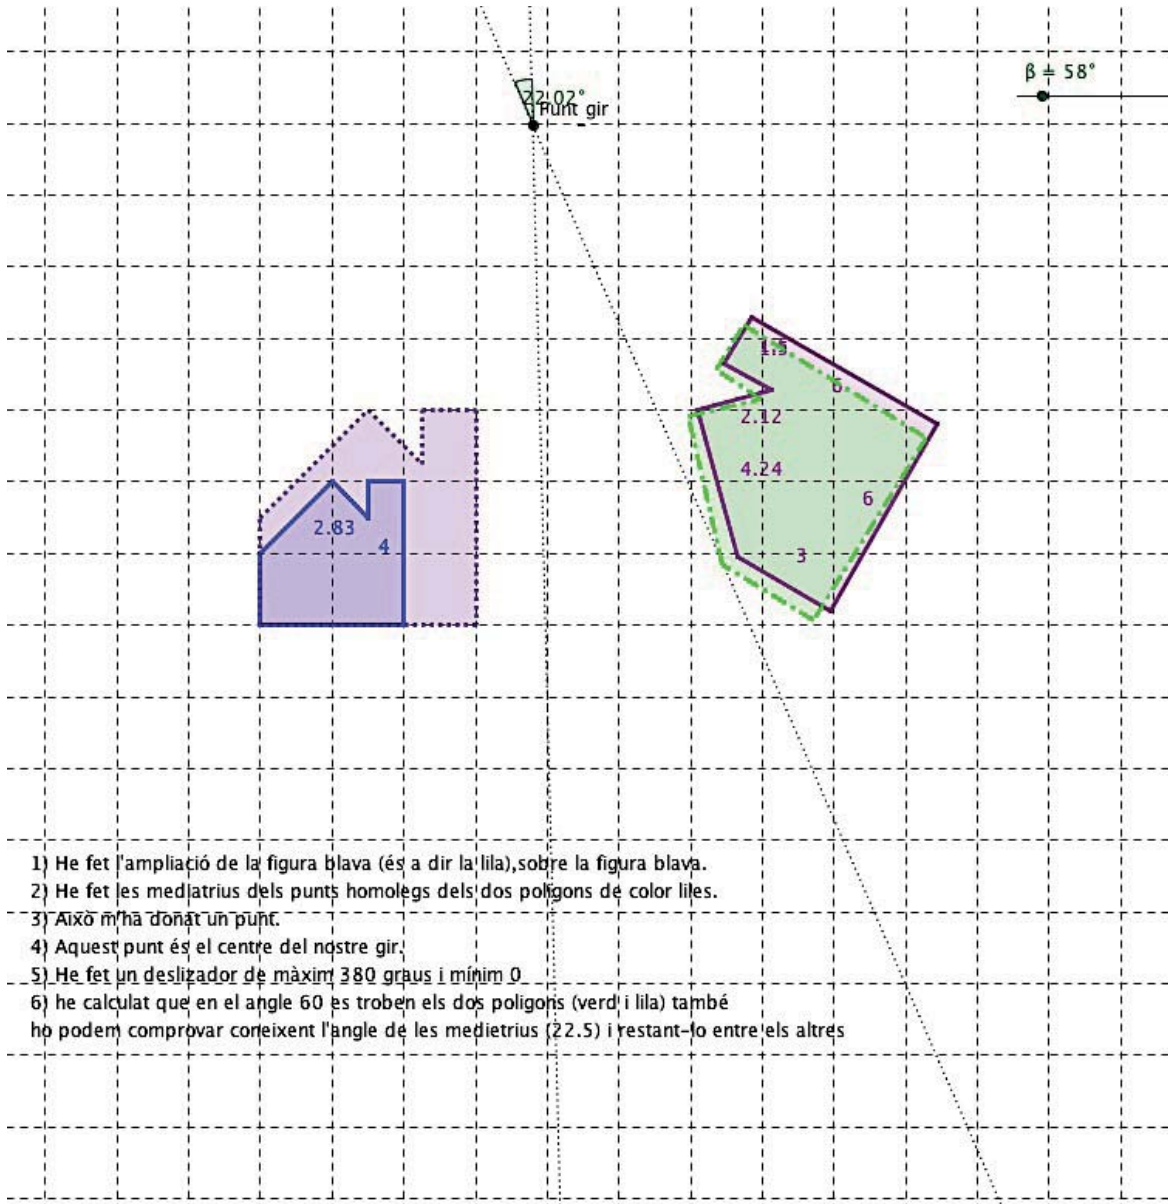 β = 58°
22.02°
Punt gir
1.5
6
2.12
4.24
6
2.83
4
3
1) He fet l'ampliació de la figura blava (és a dir la lila),sobre la figura blava.
2) He fet les mediatrius dels punts homolegs dels dos poligons de color liles.
3) Això m'ha donat un punt.
4) Aquest punt és el centre del nostre gir.
5) He fet un deslizador de màxim 380 graus i mínim 0
6) he calculat que en el angle 60 es troben els dos poligons (verd i lila) també
ho podem comprovar coneixent l'angle de les medietrius (22.5) i restant-lo entre els altres